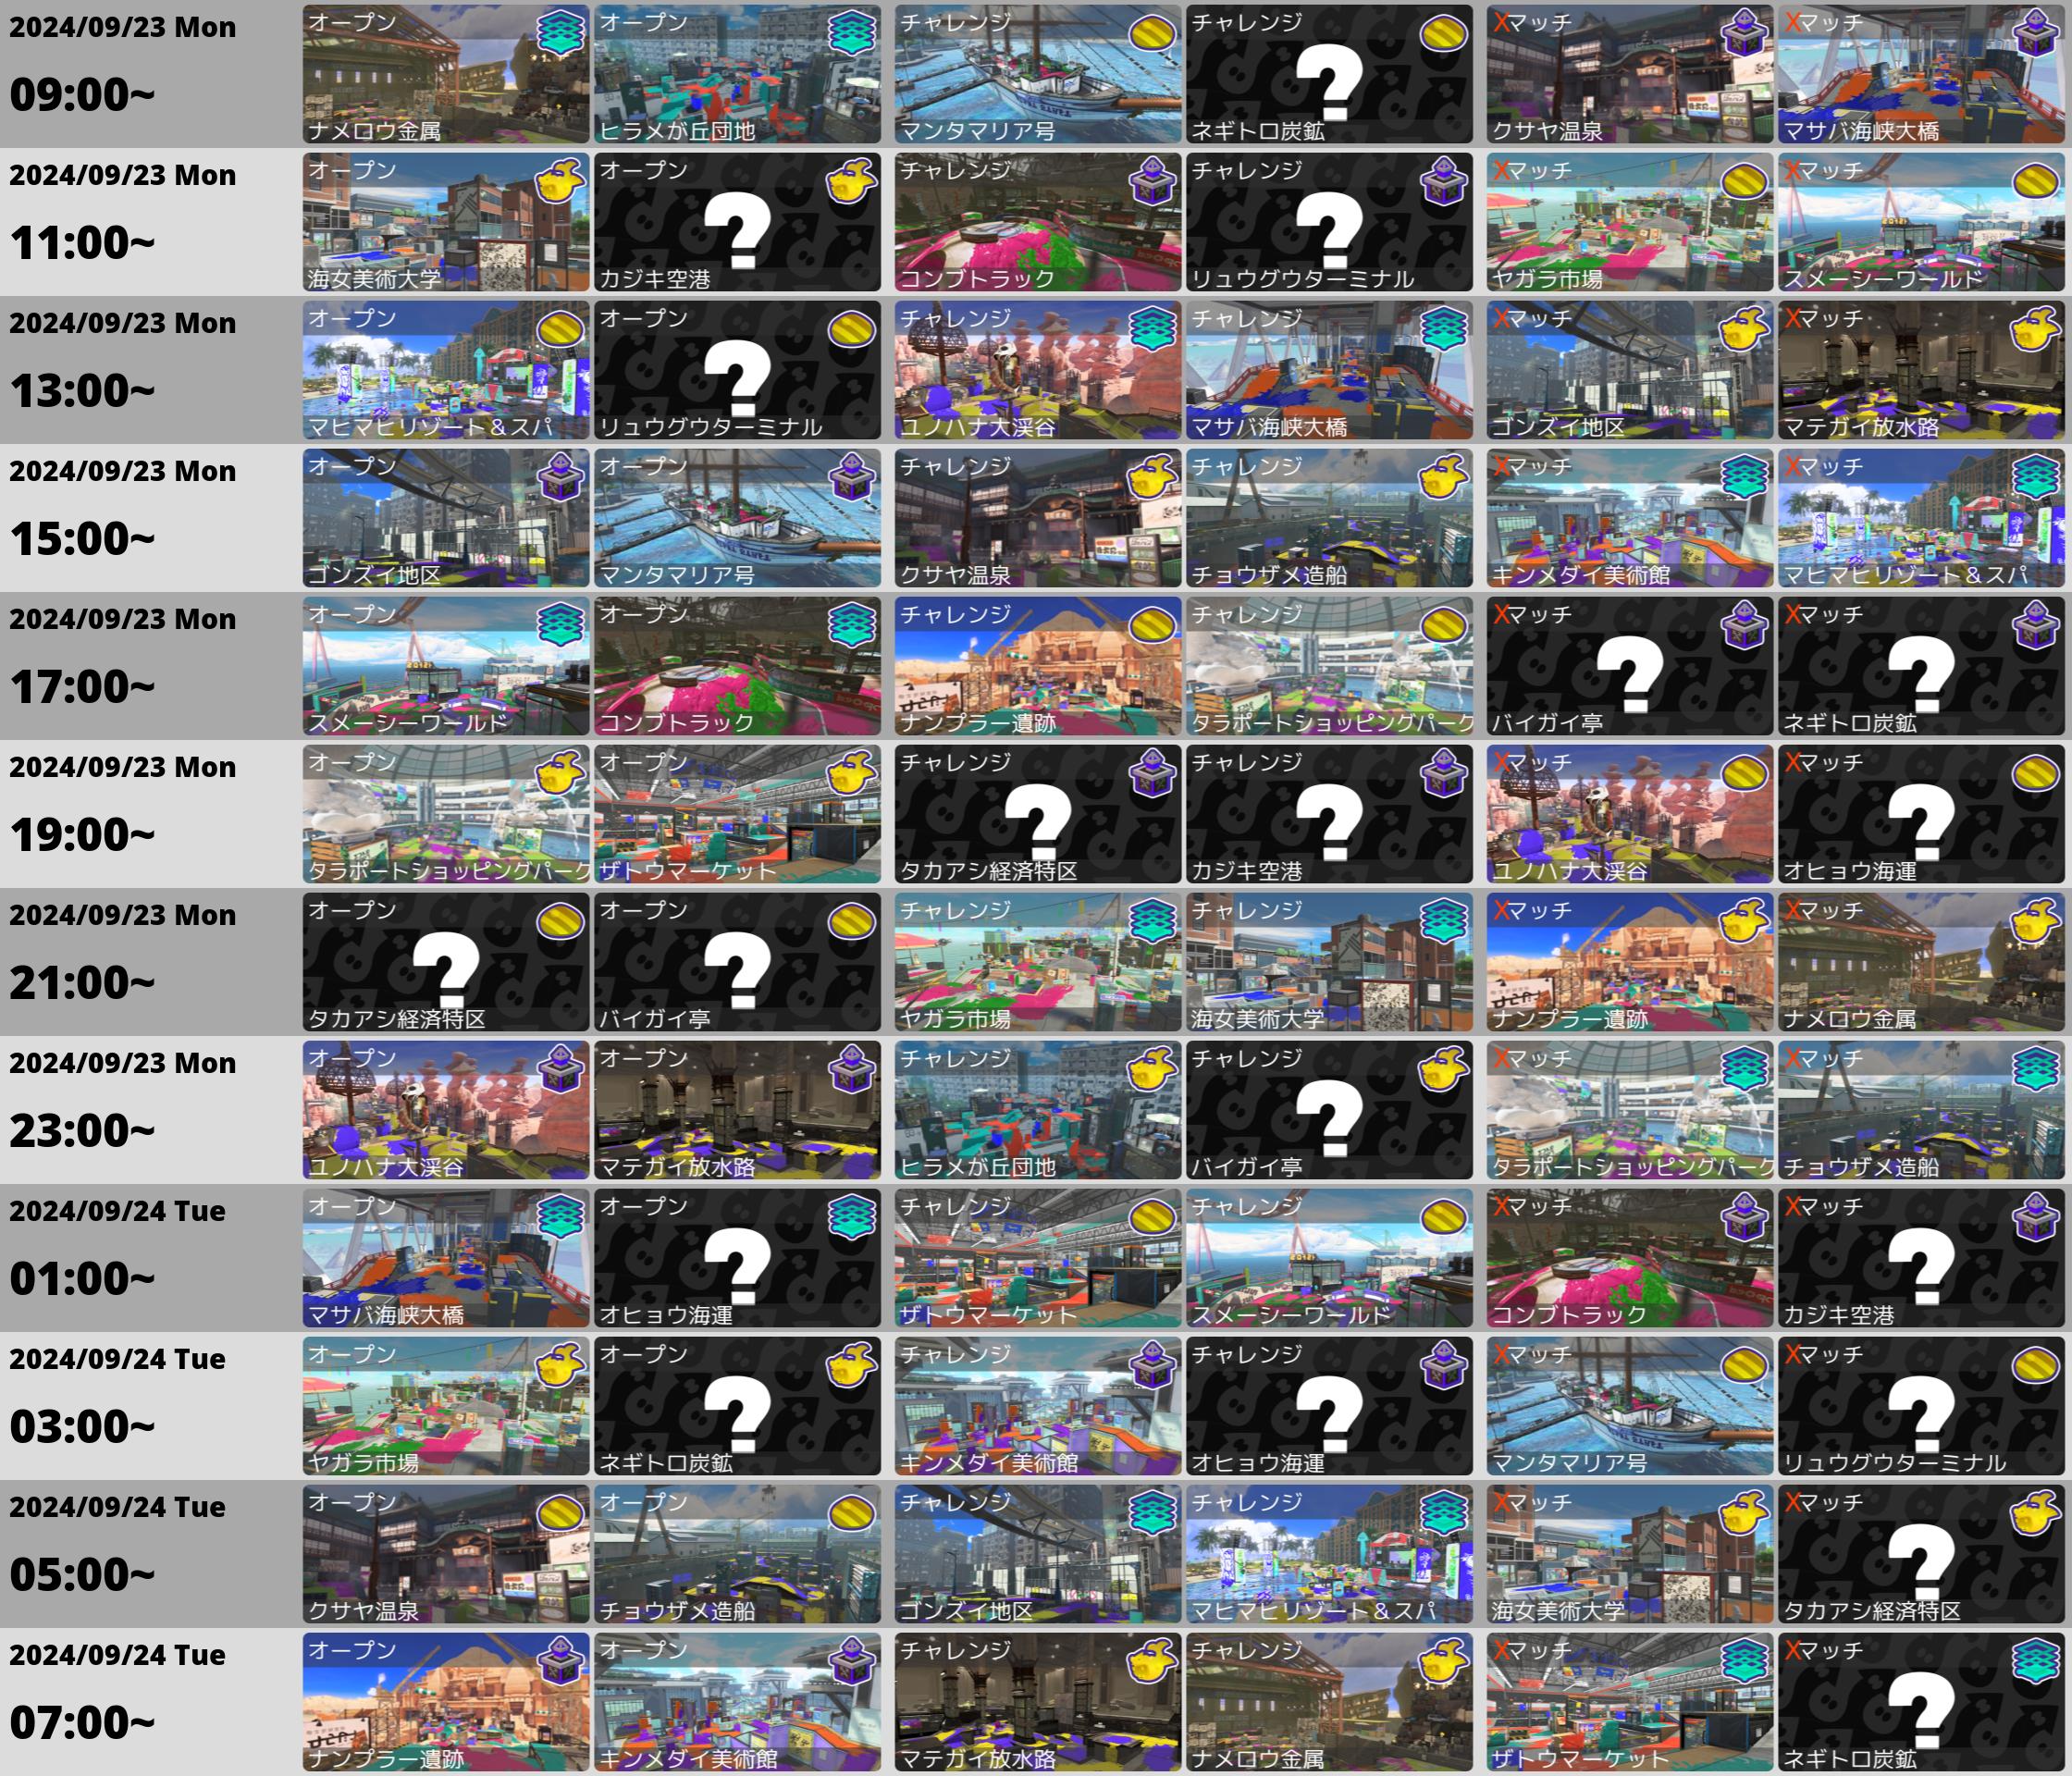 2024/09/23 Mon
09:00~
オープン
ナメロウ金属
オープン
ヒラメが丘団地
チャレンジ
マンタマリア号
チャレンジ
ネギトロ炭鉱
Xマッチ
クサヤ温泉
Xマッチ
マサバ海峡大橋
2024/09/23 Mon
11:00~
オープン
海女美術大学
オープン
カジキ空港
チャレンジ
コンブトラック
チャレンジ
リュウグウターミナル
Xマッチ
ヤガラ市場
Xマッチ
スメーシーワールド
2024/09/23 Mon
13:00~
オープン
マヒマヒリゾート&スパ
オープン
リュウグウターミナル
チャレンジ
ユノハナ大渓谷
チャレンジ
マサバ海峡大橋
Xマッチ
ゴンズイ地区
Xマッチ
マテガイ放水路
2024/09/23 Mon
15:00~
オープン
ゴンズイ地区
オープン
マンタマリア号
チャレンジ
クサヤ温泉
チャレンジ
チョウザメ造船
Xマッチ
キンメダイ美術館
Xマッチ
マヒマヒリゾート&スパ
2024/09/23 Mon
17:00~
オープン
スメーシーワールド
オープン
コンブトラック
チャレンジ
ナンプラー遺跡
チャレンジ
タラポートショッピングパーク
Xマッチ
バイガイ亭
Xマッチ
ネギトロ炭鉱
2024/09/23 Mon
19:00~
オープン
タラポートショッピングパーク
オープン
ザトウマーケット
チャレンジ
タカアシ経済特区
チャレンジ
カジキ空港
Xマッチ
ユノハナ大渓谷
Xマッチ
オヒョウ海運
2024/09/23 Mon
21:00~
オープン
タカアシ経済特区
オープン
バイガイ亭
チャレンジ
ヤガラ市場
チャレンジ
海女美術大学
Xマッチ
ナンプラー遺跡
Xマッチ
ナメロウ金属
2024/09/23 Mon
23:00~
オープン
ユノハナ大渓谷
オープン
マテガイ放水路
チャレンジ
ヒラメが丘団地
チャレンジ
バイガイ亭
Xマッチ
タラポートショッピングパーク
Xマッチ
チョウザメ造船
2024/09/24 Tue
01:00~
オープン
マサバ海峡大橋
オープン
オヒョウ海運
チャレンジ
ザトウマーケット
チャレンジ
スメーシーワールド
Xマッチ
コンブトラック
Xマッチ
カジキ空港
2024/09/24 Tue
03:00~
オープン
ヤガラ市場
オープン
ネギトロ炭鉱
チャレンジ
キンメダイ美術館
チャレンジ
オヒョウ海運
Xマッチ
マンタマリア号
Xマッチ
リュウグウターミナル
2024/09/24 Tue
05:00~
オープン
クサヤ温泉
オープン
チョウザメ造船
チャレンジ
ゴンズイ地区
チャレンジ
マヒマヒリゾート&スパ
Xマッチ
海女美術大学
Xマッチ
タカアシ経済特区
2024/09/24 Tue
07:00~
オープン
ナンプラー遺跡
オープン
キンメダイ美術館
チャレンジ
マテガイ放水路
チャレンジ
ナメロウ金属
Xマッチ
ザトウマーケット
Xマッチ
ネギトロ炭鉱